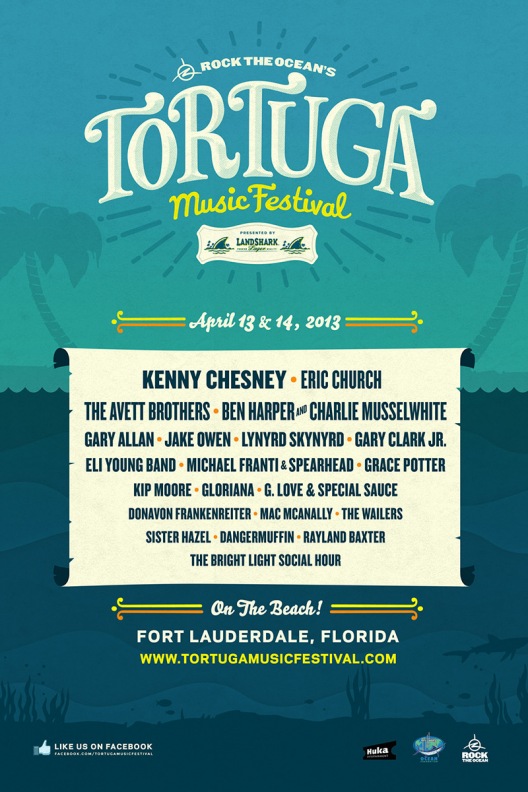 ROCK THE OCEAN'S
TORTUGA
Music Festival
PRESENTED BY
LANDSHARK
Lager
April 13 & 14, 2013
KENNY CHESNEY • ERIC CHURCH
THE AVETT BROTHERS • BEN HARPER AND CHARLIE MUSSELWHITE
GARY ALLAN • JAKE OWEN • LYNYRD SKYNYRD • GARY CLARK JR.
ELI YOUNG BAND • MICHAEL FRANTI & SPEARHEAD • GRACE POTTER
KIP MOORE • GLORIANA • G. LOVE & SPECIAL SAUCE
DONAVON FRANKENREITER • MAC MCANALLY • THE WAILERS
SISTER HAZEL • DANGERMUFFIN • RAYLAND BAXTER
THE BRIGHT LIGHT SOCIAL HOUR
On The Beach!
FORT LAUDERDALE, FLORIDA
WWW.TORTUGAMUSICFESTIVAL.COM
LIKE US ON FACEBOOK
FACEBOOK.COM/TORTUGAMUSICFESTIVAL
Huka
OCEAN
ROCK
THE OCEAN